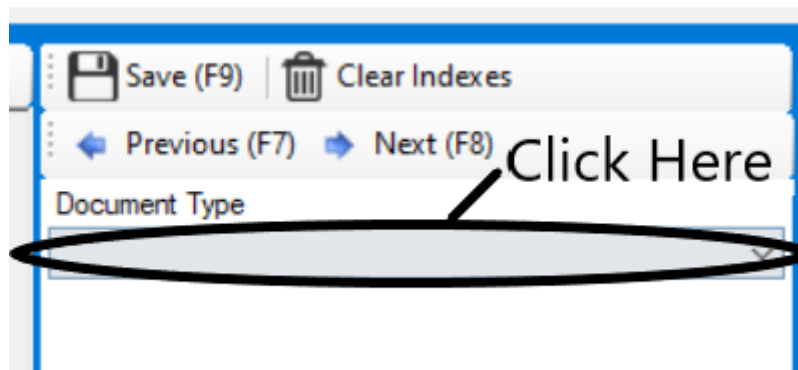 Save (F9) Clear Indexes
Previous (F7) Next (F8)
Click Here
Document Type